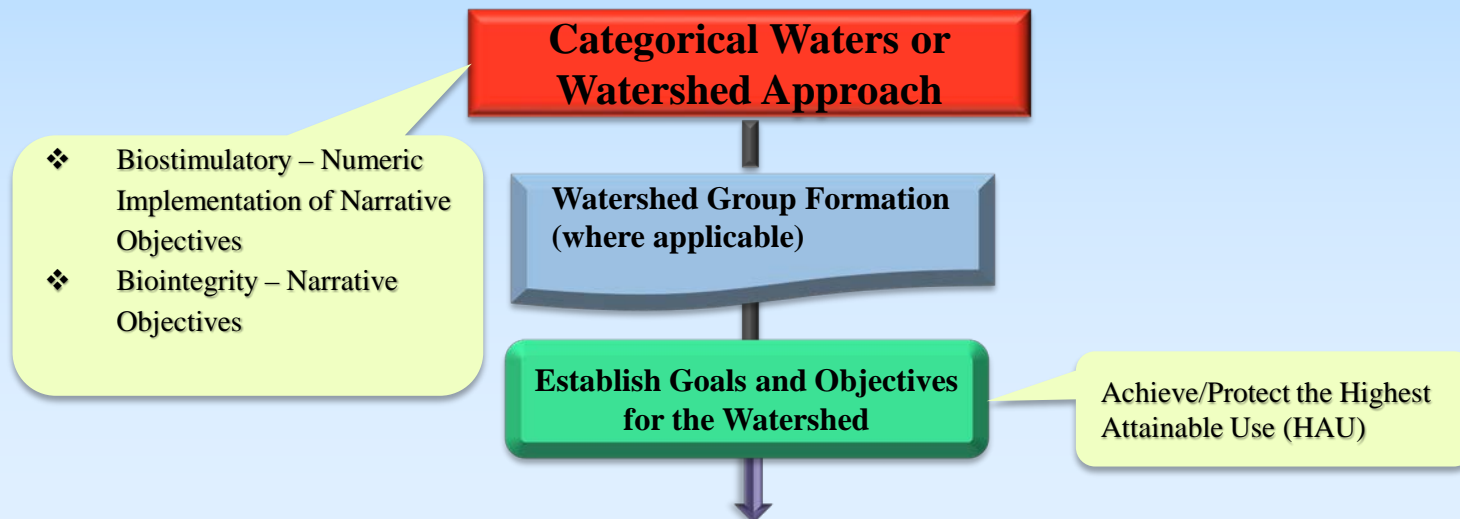 Categorical Waters or
Watershed Approach
❖ Biostimulatory – Numeric
Implementation of Narrative
Objectives
❖ Biointegrity – Narrative
Objectives
Watershed Group Formation
(where applicable)
Establish Goals and Objectives
for the Watershed
Achieve/Protect the Highest
Attainable Use (HAU)